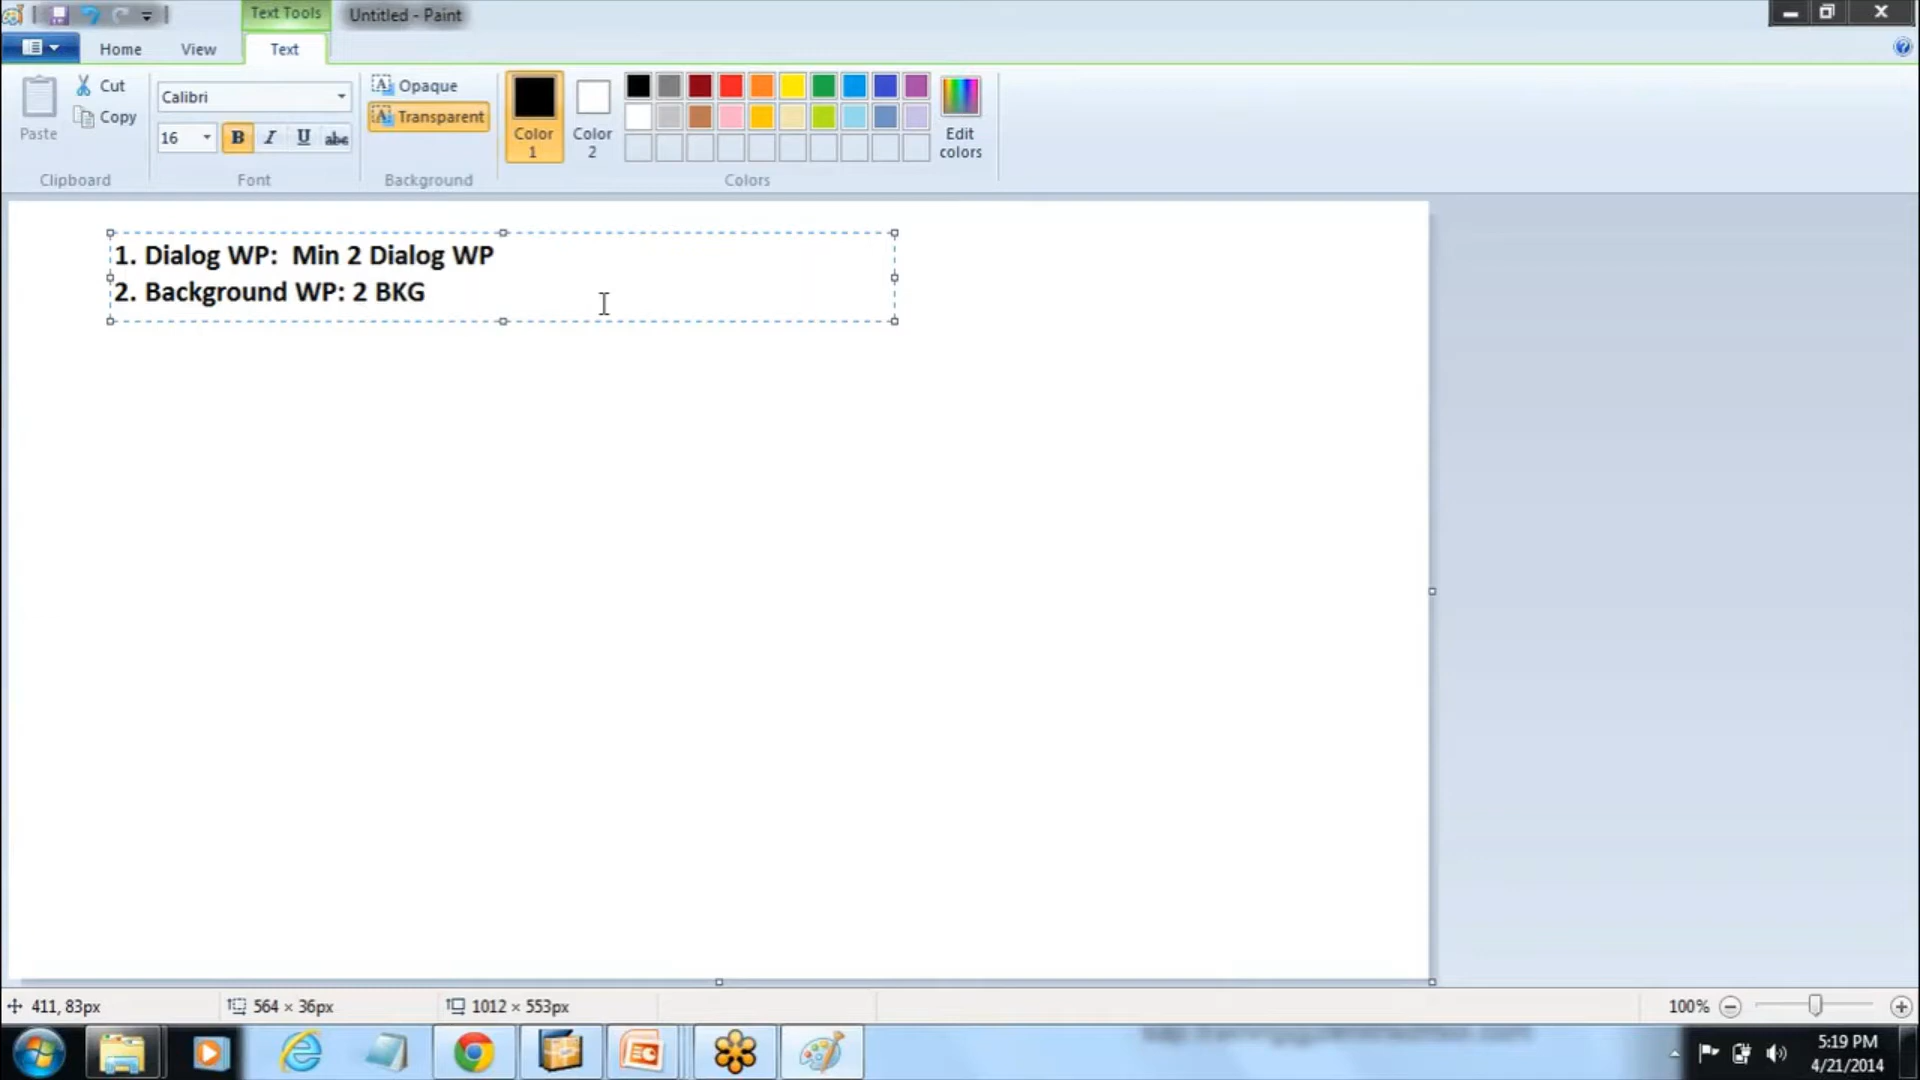 Text Tools
Untitled - Paint
Home
View
Text
Paste
Cut
Copy
Clipboard
Calibri
16
B I U abc
Font
Opaque
Transparent
Background
Color 1
Color 2
Edit colors
Colors
1. Dialog WP:  Min 2 Dialog WP
2. Background WP: 2 BKG
411, 83px
564 × 36px
1012 × 553px
100%
5:19 PM
4/21/2014